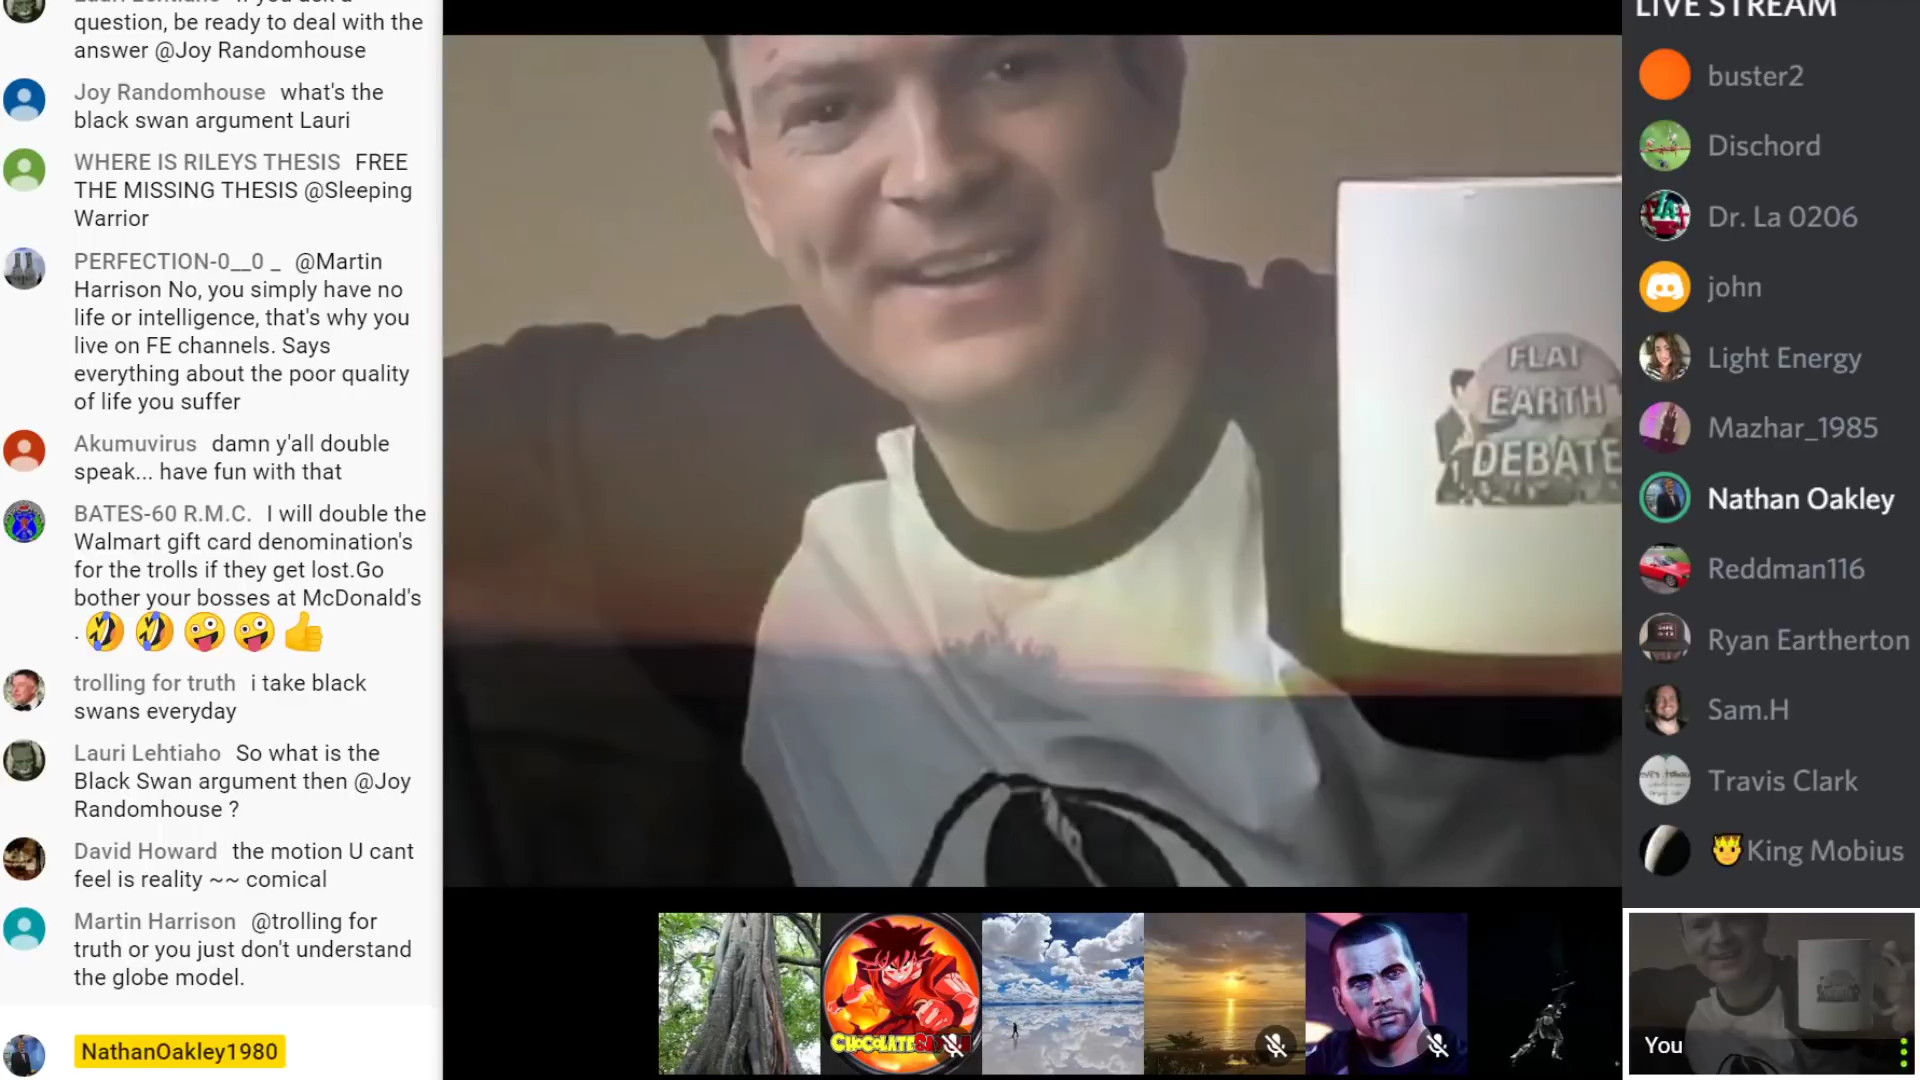 question, be ready to deal with the
answer @Joy Randomhouse
Joy Randomhouse what's the
black swan argument Lauri
WHERE IS RILEYS THESIS FREE
THE MISSING THESIS @Sleeping
Warrior
PERFECTION-0__0 _ @Martin
Harrison No, you simply have no
life or intelligence, that's why you
live on FE channels. Says
everything about the poor quality
of life you suffer
Akumuvirus damn y'all double
speak... have fun with that
BATES-60 R.M.C. I will double the
Walmart gift card denomination's
for the trolls if they get lost.Go
bother your bosses at McDonald's
. 🤣 🤣 🤪 🤪 👍
trolling for truth i take black
swans everyday
Lauri Lehtiaho So what is the
Black Swan argument then @Joy
Randomhouse ?
David Howard the motion U cant
feel is reality ~~ comical
Martin Harrison @trolling for
truth or you just don't understand
the globe model.
NathanOakley1980
FLAT
EARTH
DEBATE
LIVE STREAM
buster2
Dischord
Dr. La 0206
john
Light Energy
Mazhar_1985
Nathan Oakley
Reddman116
Ryan Eartherton
Sam.H
Travis Clark
🤴King Mobius
You